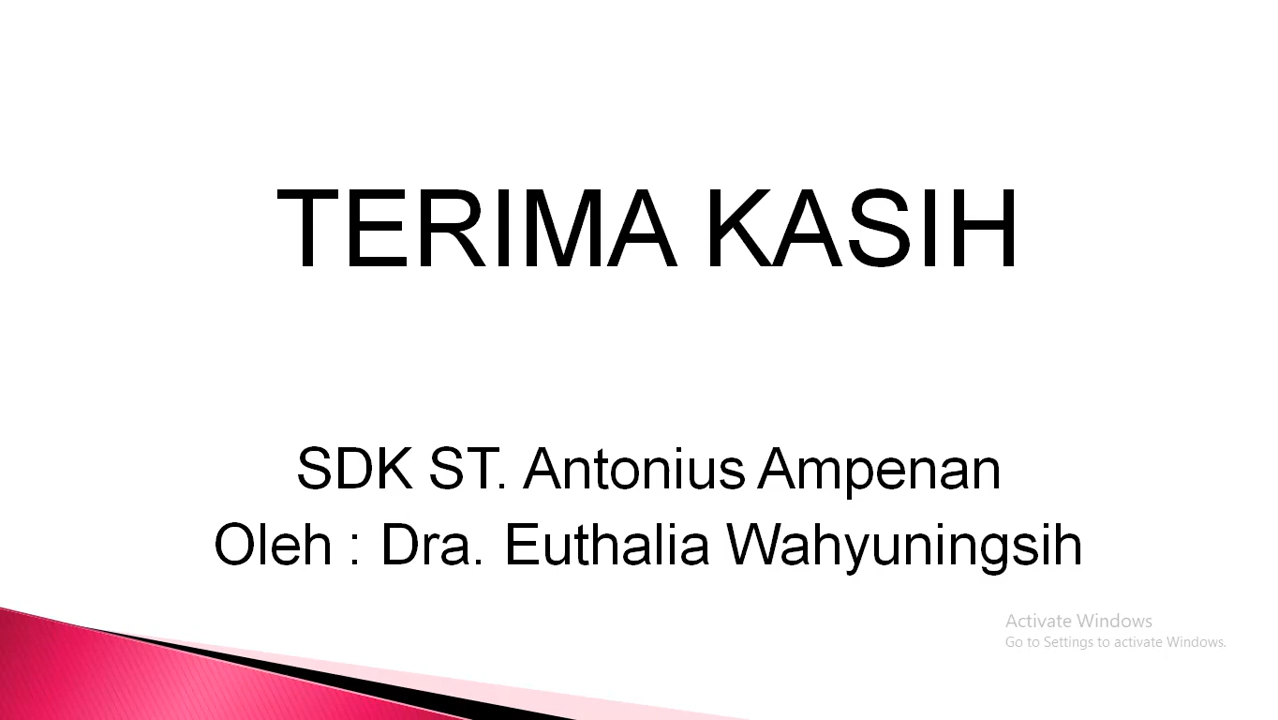 TERIMA KASIH
SDK ST. Antonius Ampenan
Oleh : Dra. Euthalia Wahyuningsih
Activate Windows
Go to Settings to activate Windows.